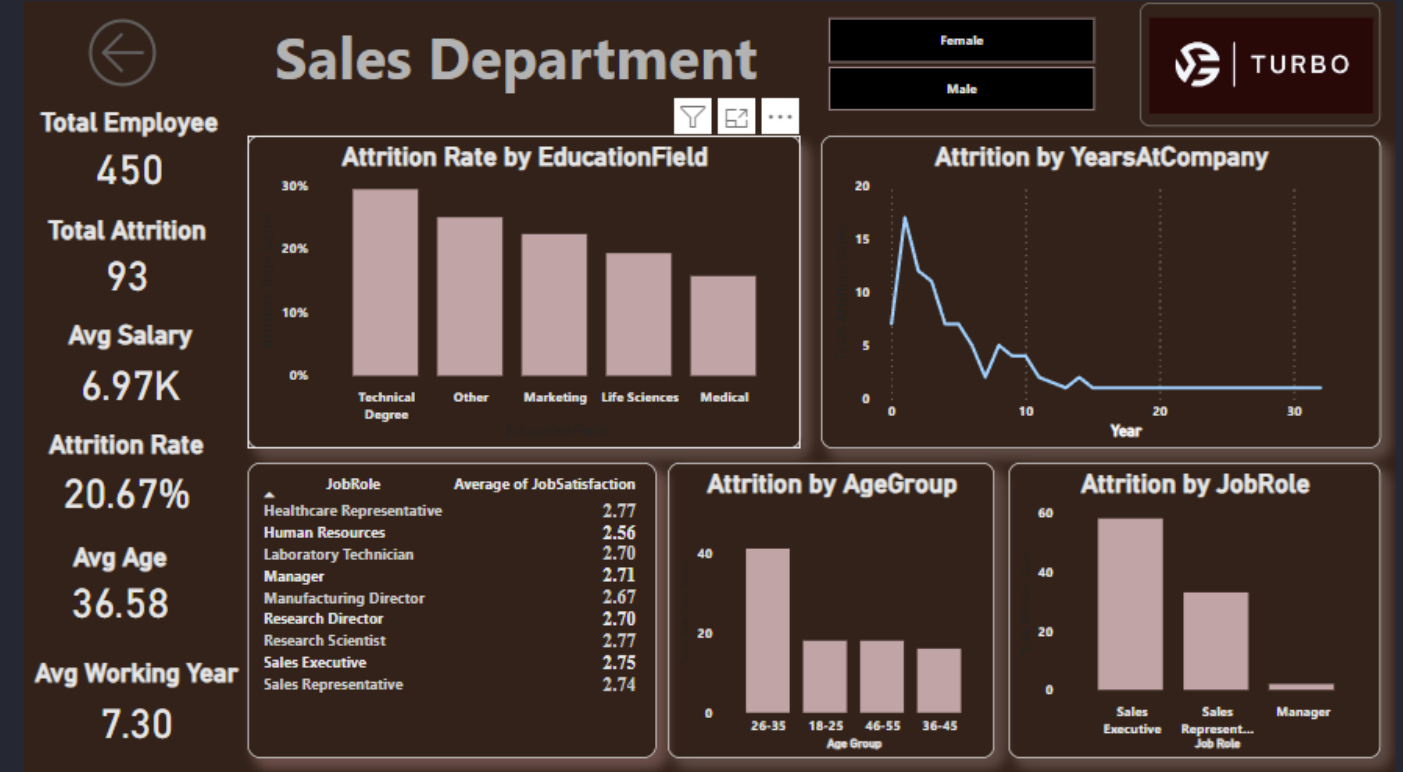 Sales Department
Female
Male
TURBO
Total Employee
450
Total Attrition
93
Avg Salary
6.97K
Attrition Rate
20.67%
Avg Age
36.58
Avg Working Year
7.30
Attrition Rate by EducationField
30%
20%
10%
0%
Technical Degree
Other
Marketing
Life Sciences
Medical
Attrition by YearsAtCompany
20
15
10
5
0
0 10 20 30
Year
JobRole Average of JobSatisfaction
Healthcare Representative 2.77
Human Resources 2.56
Laboratory Technician 2.70
Manager 2.71
Manufacturing Director 2.67
Research Director 2.70
Research Scientist 2.77
Sales Executive 2.75
Sales Representative 2.74
Attrition by AgeGroup
40
20
0
26-35 18-25 46-55 36-45
Age Group
Attrition by JobRole
60
40
20
0
Sales Executive
Sales Represent...
Manager
Job Role